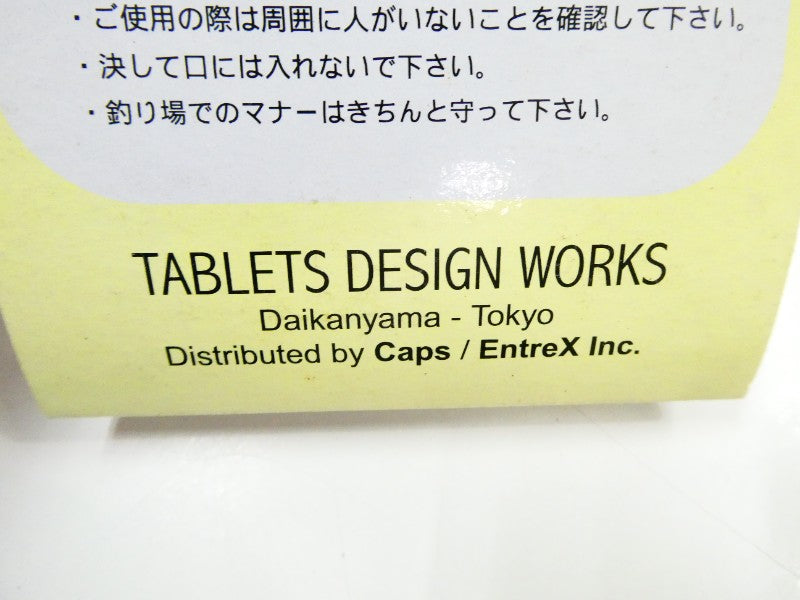 ・ご使用の際は周囲に人がいないことを確認して下さい。
・決して口には入れないで下さい。
・釣り場でのマナーはきちんと守って下さい。
TABLETS DESIGN WORKS
Daikanyama - Tokyo
Distributed by Caps / EntreX Inc.